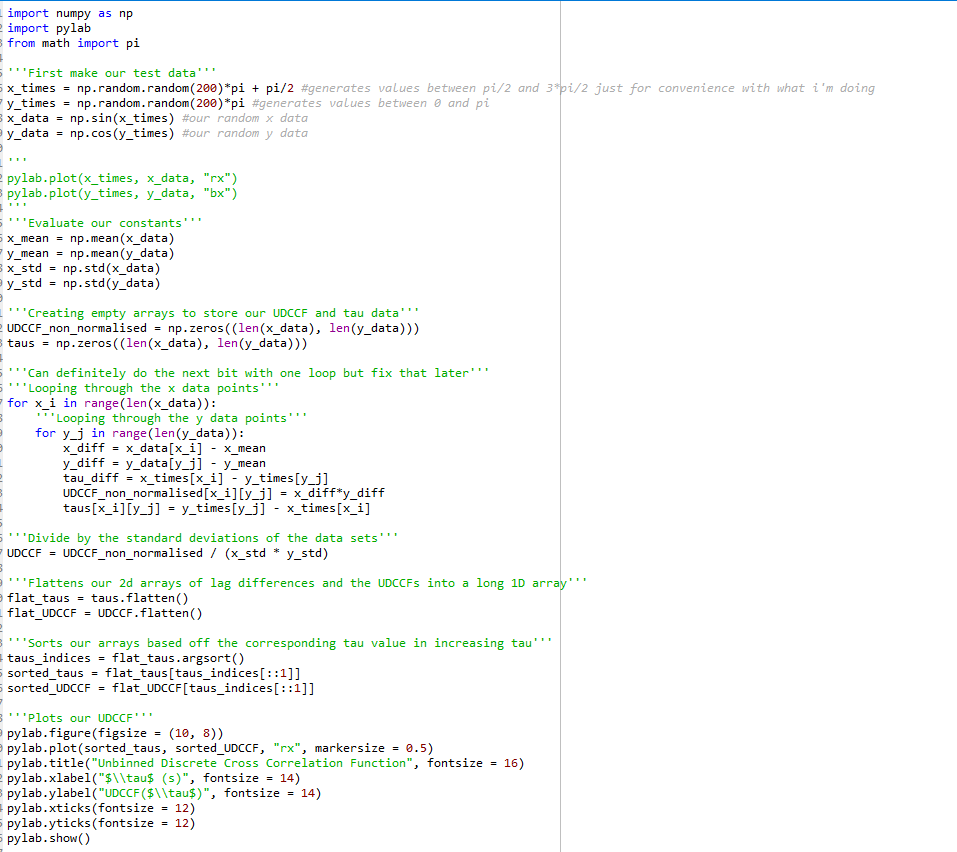 import numpy as np
import pylab
from math import pi
'''First make our test data'''
x_times = np.random.random(200)*pi + pi/2 #generates values between pi/2 and 3*pi/2 just for convenience with what i'm doing
y_times = np.random.random(200)*pi #generates values between 0 and pi
x_data = np.sin(x_times) #our random x data
y_data = np.cos(y_times) #our random y data
'''
pylab.plot(x_times, x_data, "rx")
pylab.plot(y_times, y_data, "bx")
'''
'''Evaluate our constants'''
x_mean = np.mean(x_data)
y_mean = np.mean(y_data)
x_std = np.std(x_data)
y_std = np.std(y_data)
'''Creating empty arrays to store our UDCCF and tau data'''
UDCCF_non_normalised = np.zeros((len(x_data), len(y_data)))
taus = np.zeros((len(x_data), len(y_data)))
'''Can definitely do the next bit with one loop but fix that later'''
'''Looping through the x data points'''
for x_i in range(len(x_data)):
    '''Looping through the y data points'''
    for y_j in range(len(y_data)):
        x_diff = x_data[x_i] - x_mean
        y_diff = y_data[y_j] - y_mean
        tau_diff = x_times[x_i] - y_times[y_j]
        UDCCF_non_normalised[x_i][y_j] = x_diff*y_diff
        taus[x_i][y_j] = y_times[y_j] - x_times[x_i]
'''Divide by the standard deviations of the data sets'''
UDCCF = UDCCF_non_normalised / (x_std * y_std)
'''Flattens our 2d arrays of lag differences and the UDCCFs into a long 1D array'''
flat_taus = taus.flatten()
flat_UDCCF = UDCCF.flatten()
'''Sorts our arrays based off the corresponding tau value in increasing tau'''
taus_indices = flat_taus.argsort()
sorted_taus = flat_taus[taus_indices[::1]]
sorted_UDCCF = flat_UDCCF[taus_indices[::1]]
'''Plots our UDCCF'''
pylab.figure(figsize = (10, 8))
pylab.plot(sorted_taus, sorted_UDCCF, "rx", markersize = 0.5)
pylab.title("Unbinned Discrete Cross Correlation Function", fontsize = 16)
pylab.xlabel("$\\tau$ (s)", fontsize = 14)
pylab.ylabel("UDCCF($\\tau$)", fontsize = 14)
pylab.xticks(fontsize = 12)
pylab.yticks(fontsize = 12)
pylab.show()